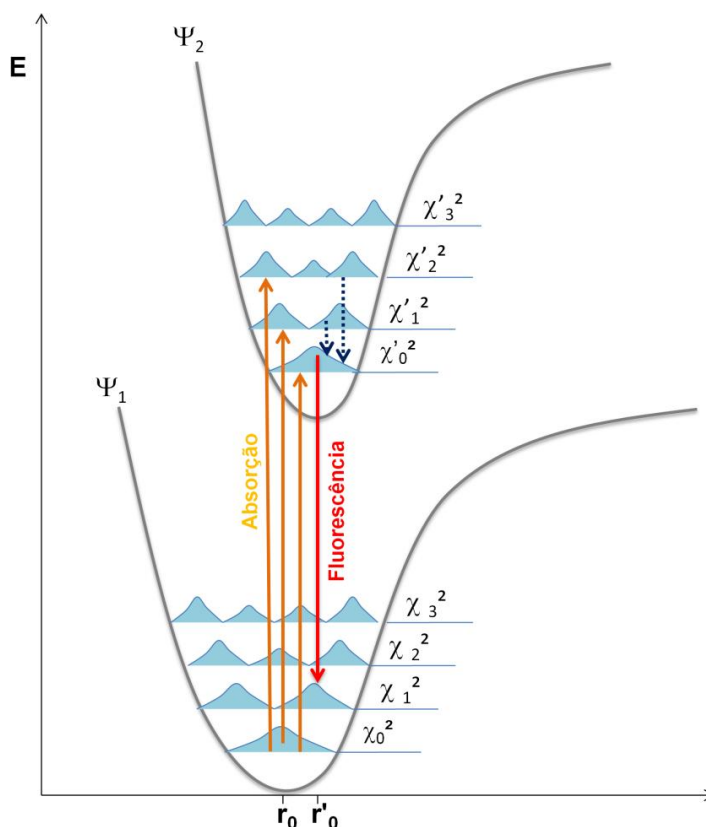 Ψ₂
E
χ'₃²
χ'₂²
χ'₁²
χ'₀²
Ψ₁
Absorção
Fluorescência
χ₃²
χ₂²
χ₁²
χ₀²
r₀ r'₀